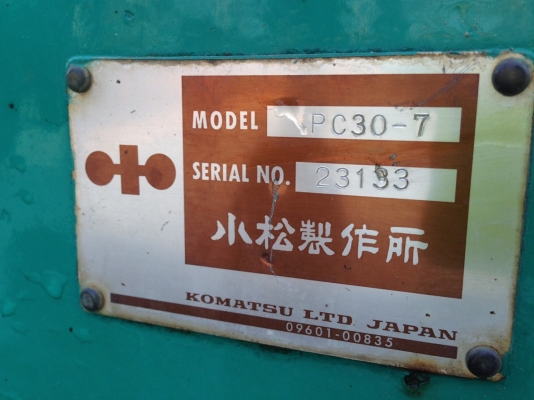 MODEL PC30-7
SERIAL NO. 23133
小松製作所
KOMATSU LTD JAPAN
09601-00835